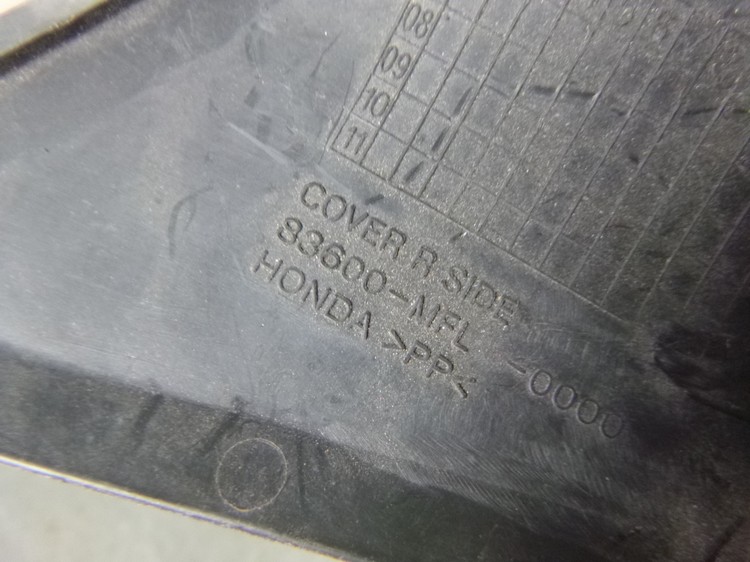 08
09
10
11
COVER R SIDE
83600-MFL -0000
HONDA >PP<